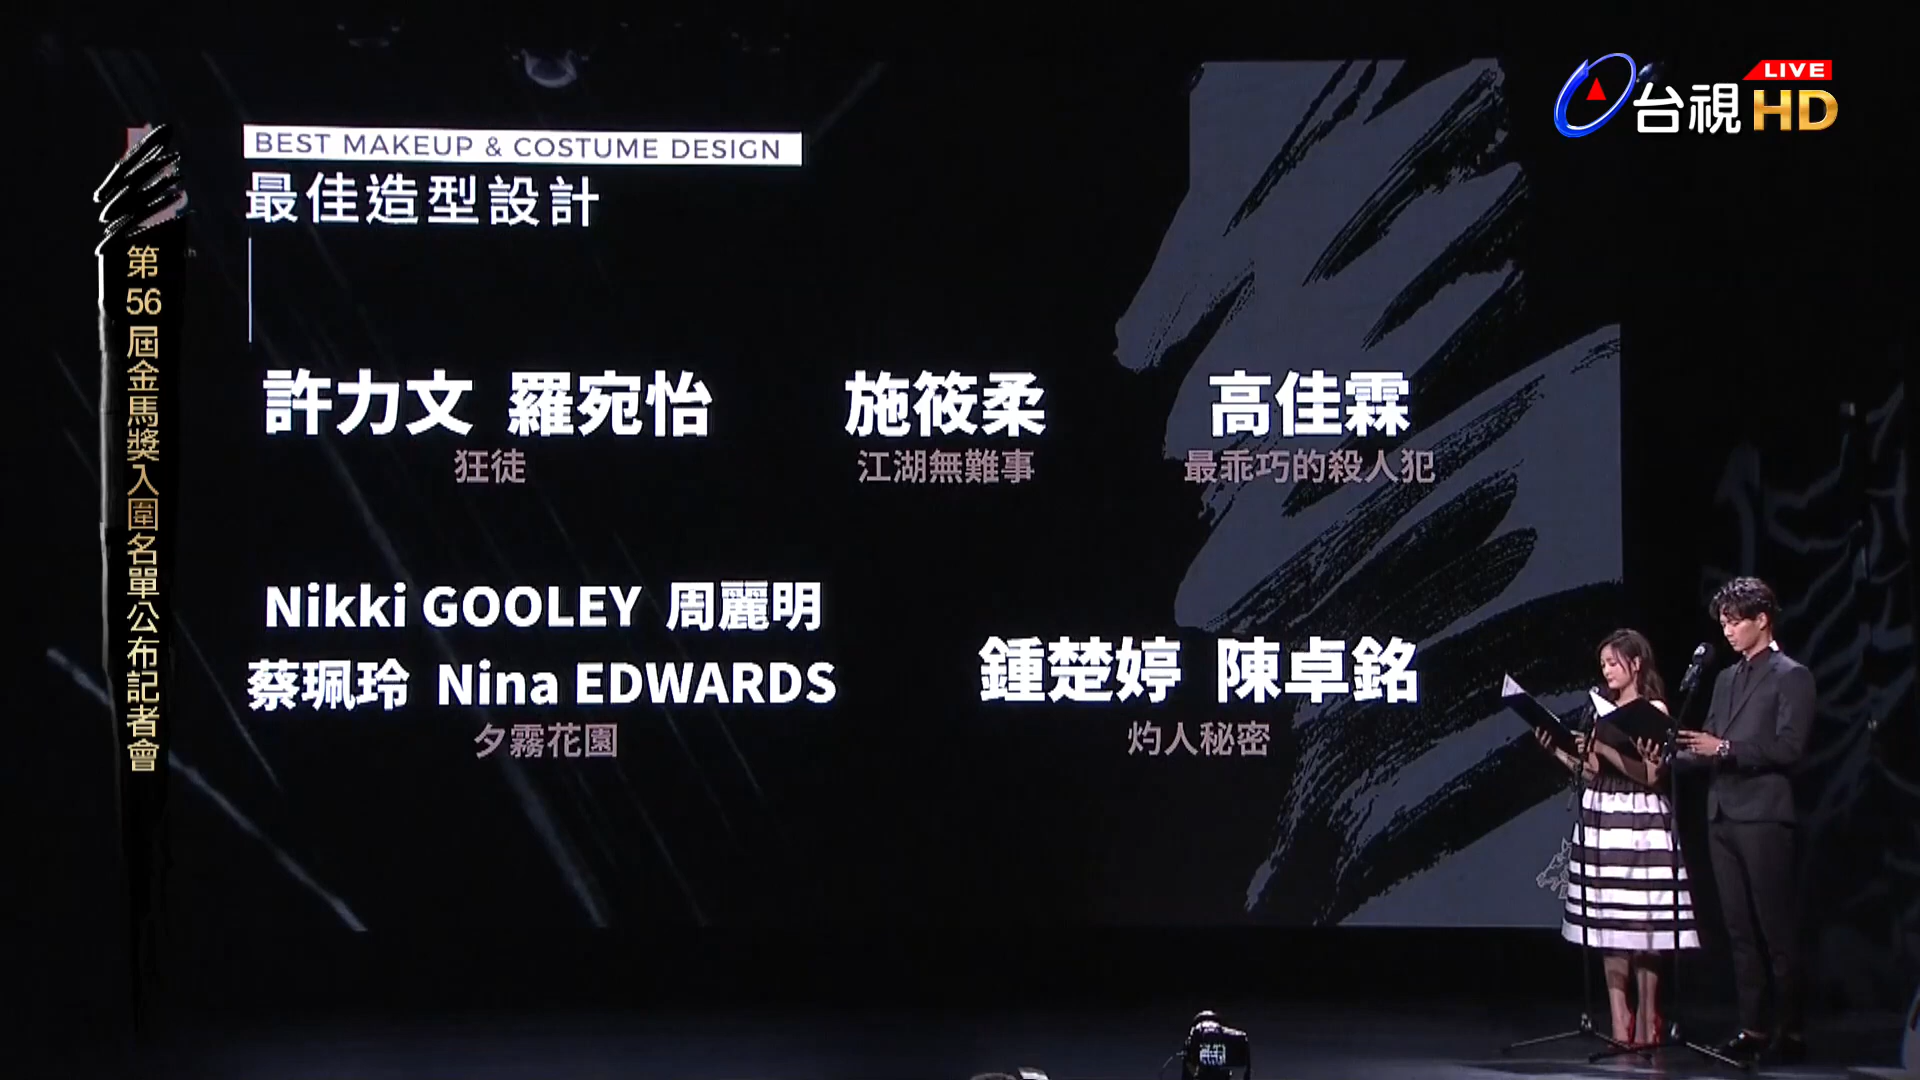 LIVE
台視 HD
BEST MAKEUP & COSTUME DESIGN
最佳造型設計
第56屆金馬獎入圍名單公布記者會
許力文 羅宛怡
狂徒
施筱柔
江湖無難事
高佳霖
最乖巧的殺人犯
Nikki GOOLEY 周麗明
蔡珮玲 Nina EDWARDS
夕霧花園
鍾楚婷 陳卓銘
灼人秘密